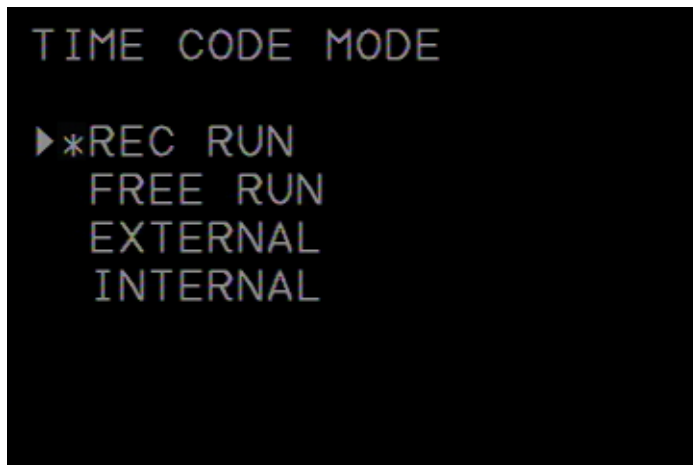 TIME CODE MODE
▶*REC RUN
FREE RUN
EXTERNAL
INTERNAL